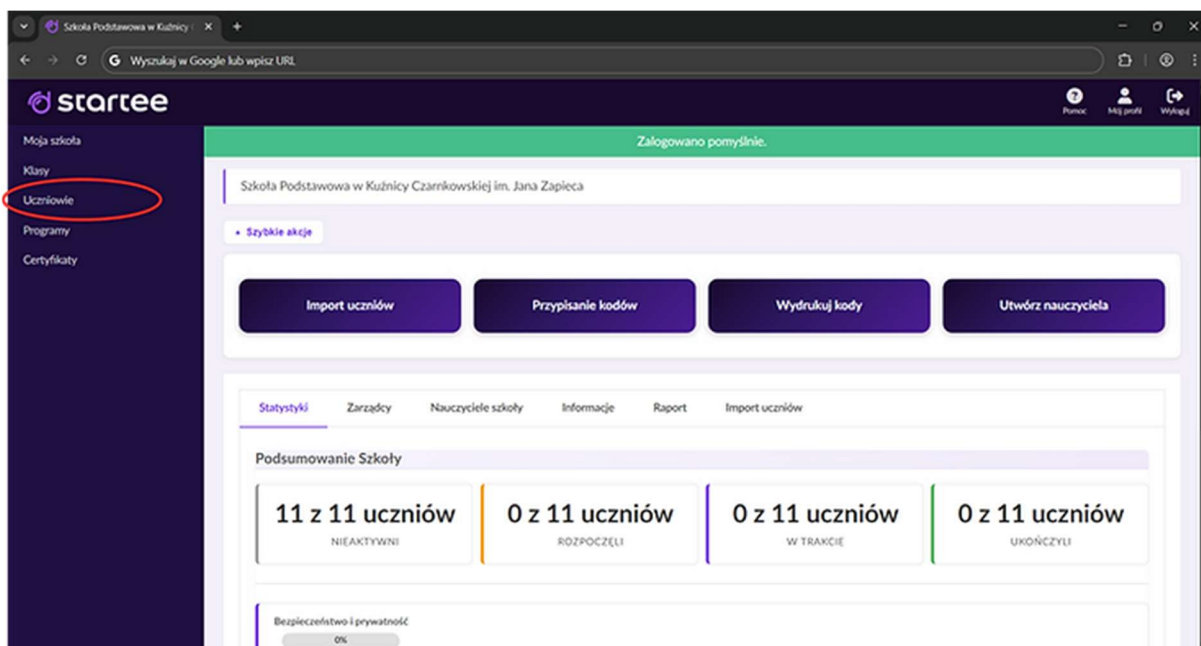 Szkoła Podstawowa w Kuźnicy
Wyszukaj w Google lub wpisz URL
startee
Pomoc
Mój profil
Wyloguj
Moja szkoła
Klasy
Uczniowie
Programy
Certyfikaty
Zalogowano pomyślnie.
Szkoła Podstawowa w Kuźnicy Czarnkowskiej im. Jana Zapieca
Szybkie akcje
Import uczniów
Przypisanie kodów
Wydrukuj kody
Utwórz nauczyciela
Statystyki
Zarządcy
Nauczyciele szkoły
Informacje
Raport
Import uczniów
Podsumowanie Szkoły
11 z 11 uczniów
NIEAKTYWNI
0 z 11 uczniów
ROZPOCZĘLI
0 z 11 uczniów
W TRAKCIE
0 z 11 uczniów
UKOŃCZYLI
Bezpieczeństwo i prywatność
0%